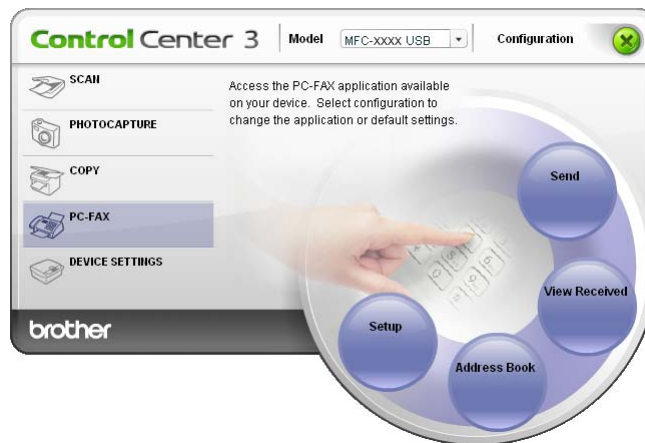 Control Center 3
Model
MFC-XXXX USB
Configuration
SCAN
PHOTOCAPTURE
COPY
PC-FAX
DEVICE SETTINGS
brother
Access the PC-FAX application available
on your device. Select configuration to
change the application or default settings.
Send
View Received
Address Book
Setup